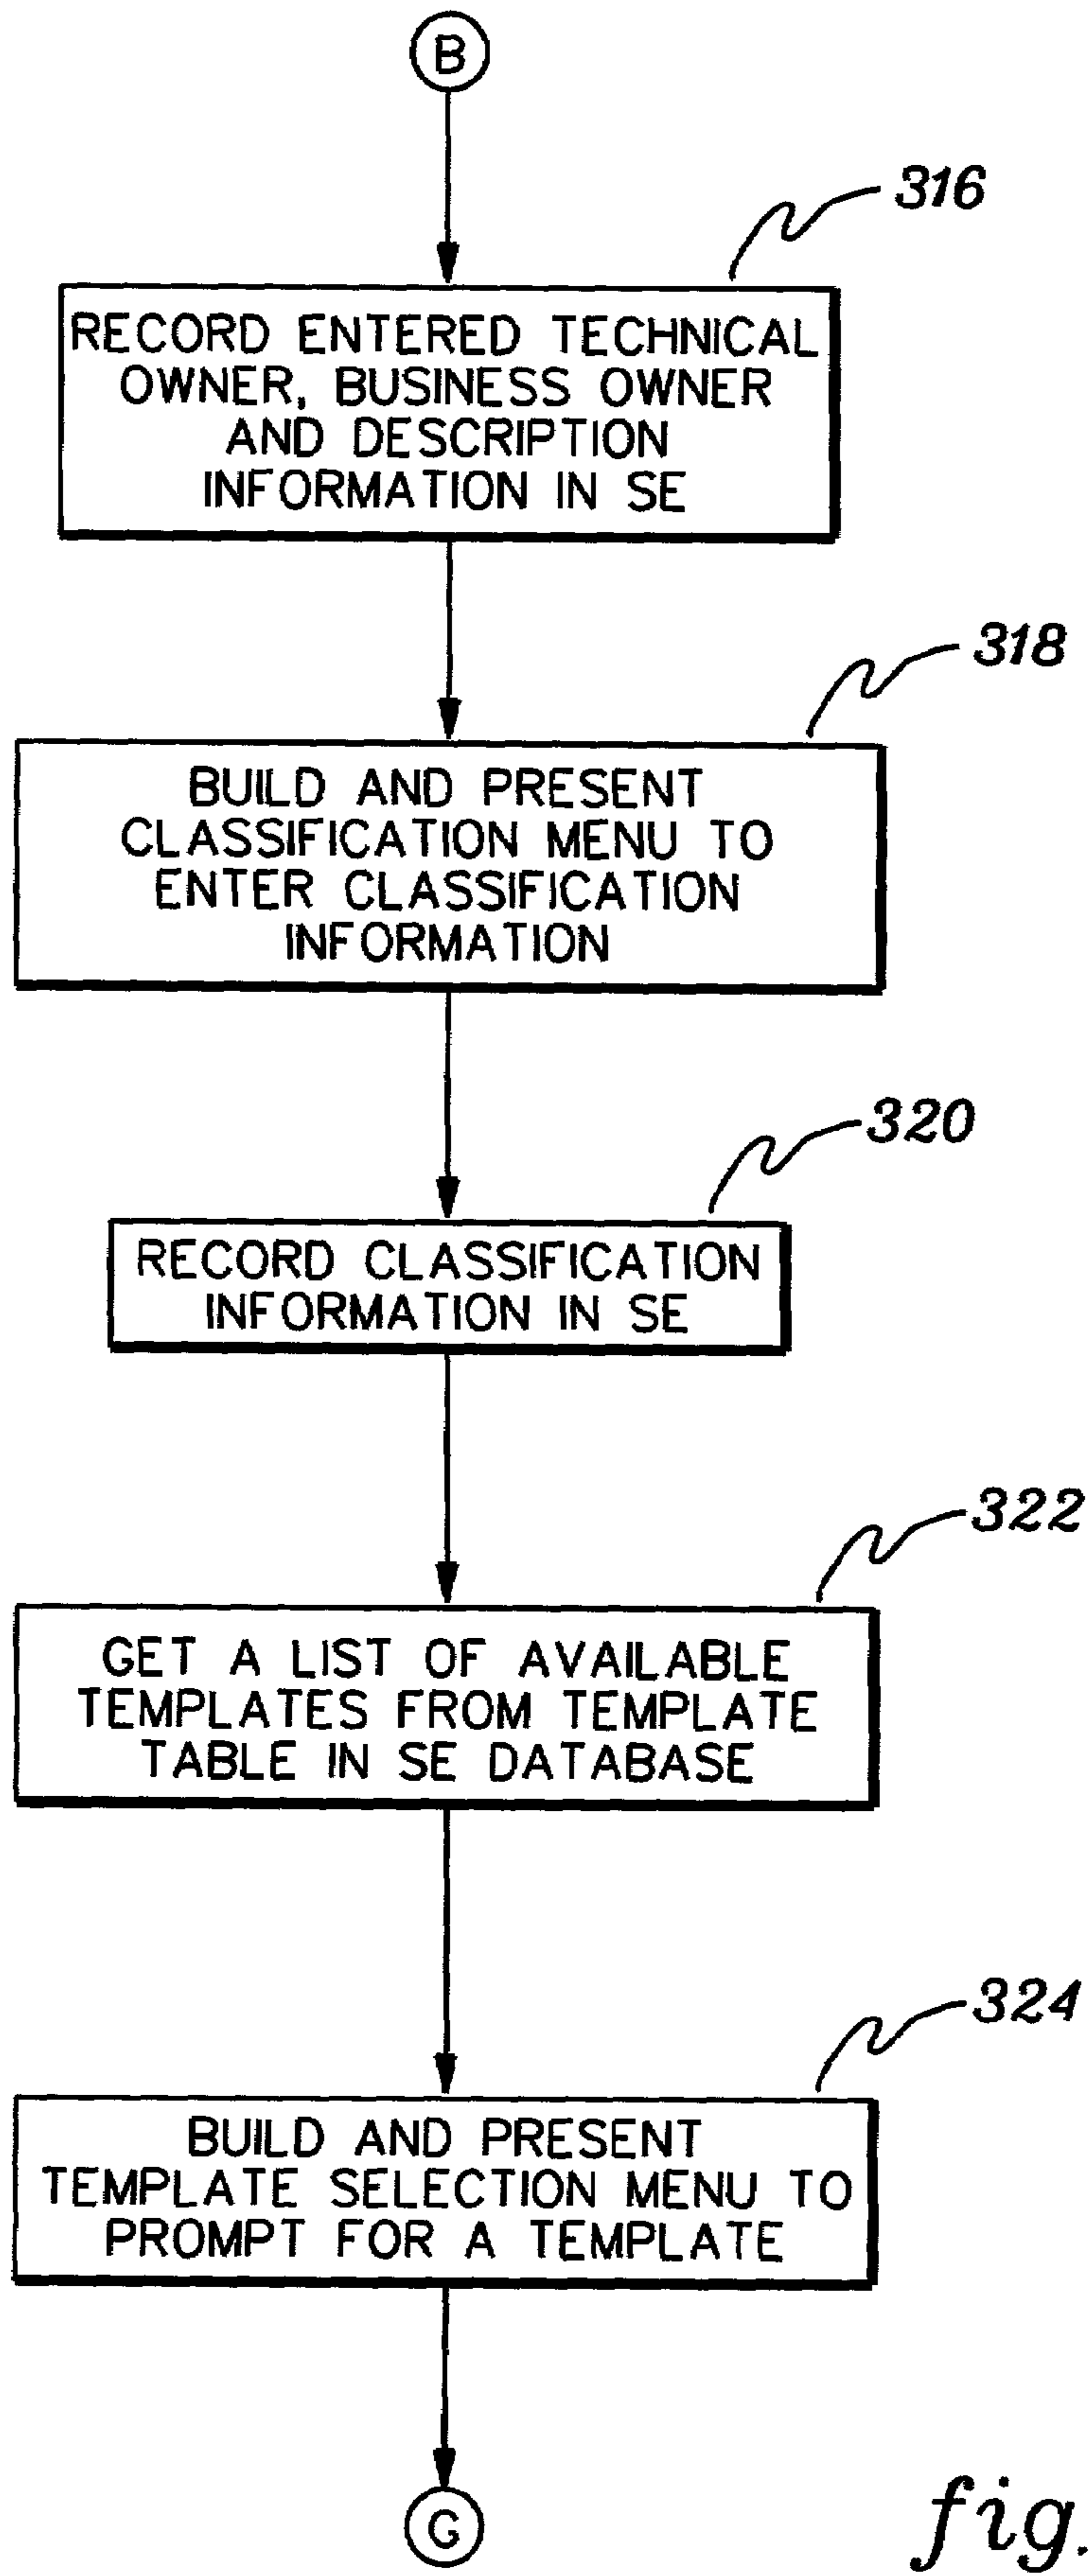 B
316
RECORD ENTERED TECHNICAL
OWNER, BUSINESS OWNER
AND DESCRIPTION
INFORMATION IN SE
318
BUILD AND PRESENT
CLASSIFICATION MENU TO
ENTER CLASSIFICATION
INFORMATION
320
RECORD CLASSIFICATION
INFORMATION IN SE
322
GET A LIST OF AVAILABLE
TEMPLATES FROM TEMPLATE
TABLE IN SE DATABASE
324
BUILD AND PRESENT
TEMPLATE SELECTION MENU TO
PROMPT FOR A TEMPLATE
G
fig.